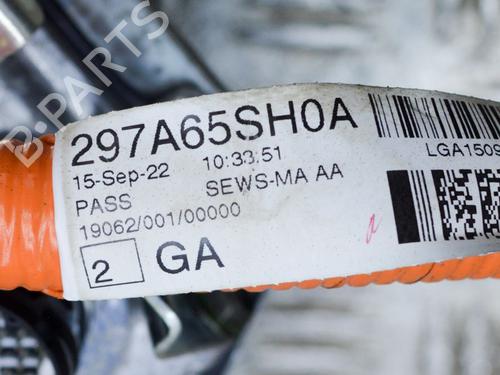 B-PARTS
297A65SH0A
15-Sep-22 10:33:51
PASS SEWS-MA AA
19062/001/00000
2 GA
LGA1509
a